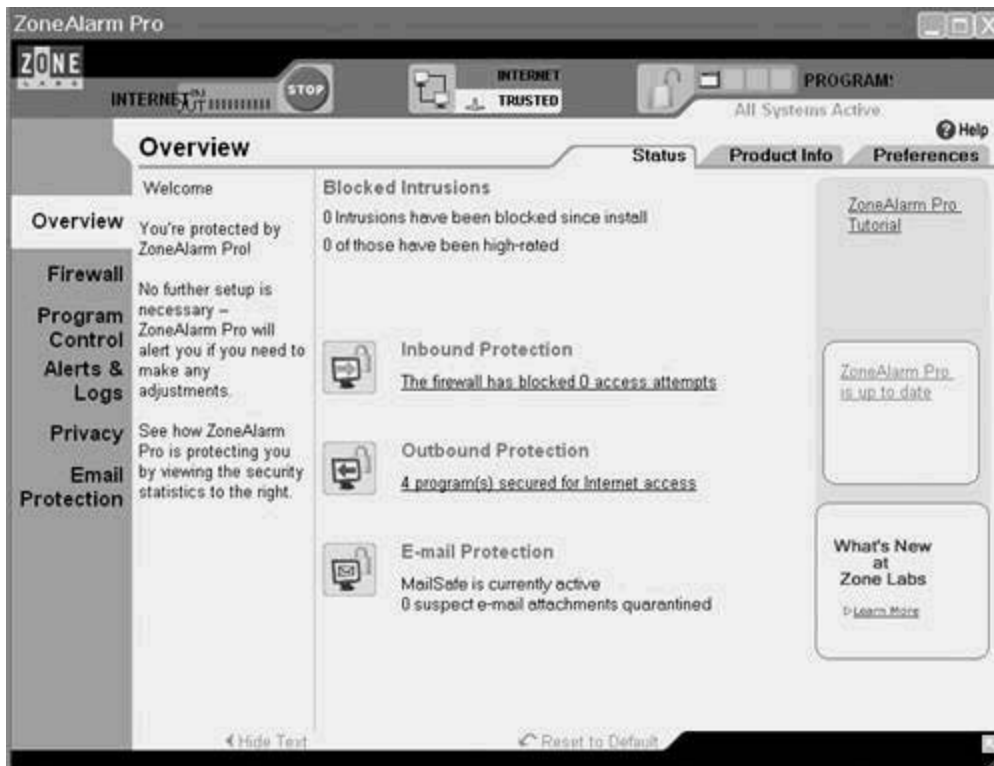 ZoneAlarm Pro
ZONE
LABS
INTERNET
IN
OUT
STOP
INTERNET
TRUSTED
PROGRAMS
All Systems Active
Help
Overview
Status
Product Info
Preferences
Overview
Firewall
Program
Control
Alerts &
Logs
Privacy
Email
Protection
Welcome
You're protected by
ZoneAlarm Pro!
No further setup is
necessary –
ZoneAlarm Pro will
alert you if you need to
make any
adjustments.
See how ZoneAlarm
Pro is protecting you
by viewing the security
statistics to the right.
Blocked Intrusions
0 Intrusions have been blocked since install
0 of those have been high-rated
Inbound Protection
The firewall has blocked 0 access attempts
Outbound Protection
4 program(s) secured for Internet access
E-mail Protection
MailSafe is currently active
0 suspect e-mail attachments quarantined
ZoneAlarm Pro
Tutorial
ZoneAlarm Pro
is up to date
What's New
at
Zone Labs
Learn More
Hide Text
Reset to Default